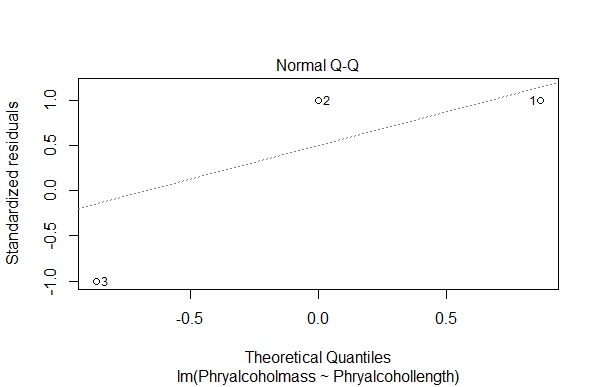 Normal Q-Q
Standardized residuals
1.0
0.5
0.0
-0.5
-1.0
2
1
3
-0.5
0.0
0.5
Theoretical Quantiles
lm(Phryalcoholmass ~ Phryalcohollength)